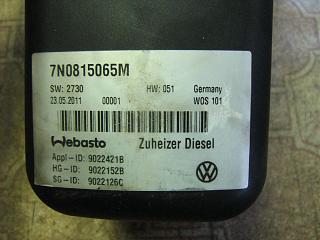 7N0815065M
SW: 2730 HW: 051 Germany
23.05.2011 00001 WOS 101
Webasto Zuheizer Diesel
Appl-ID: 9022421B
HG-ID: 9022152B
SG-ID: 9022126C